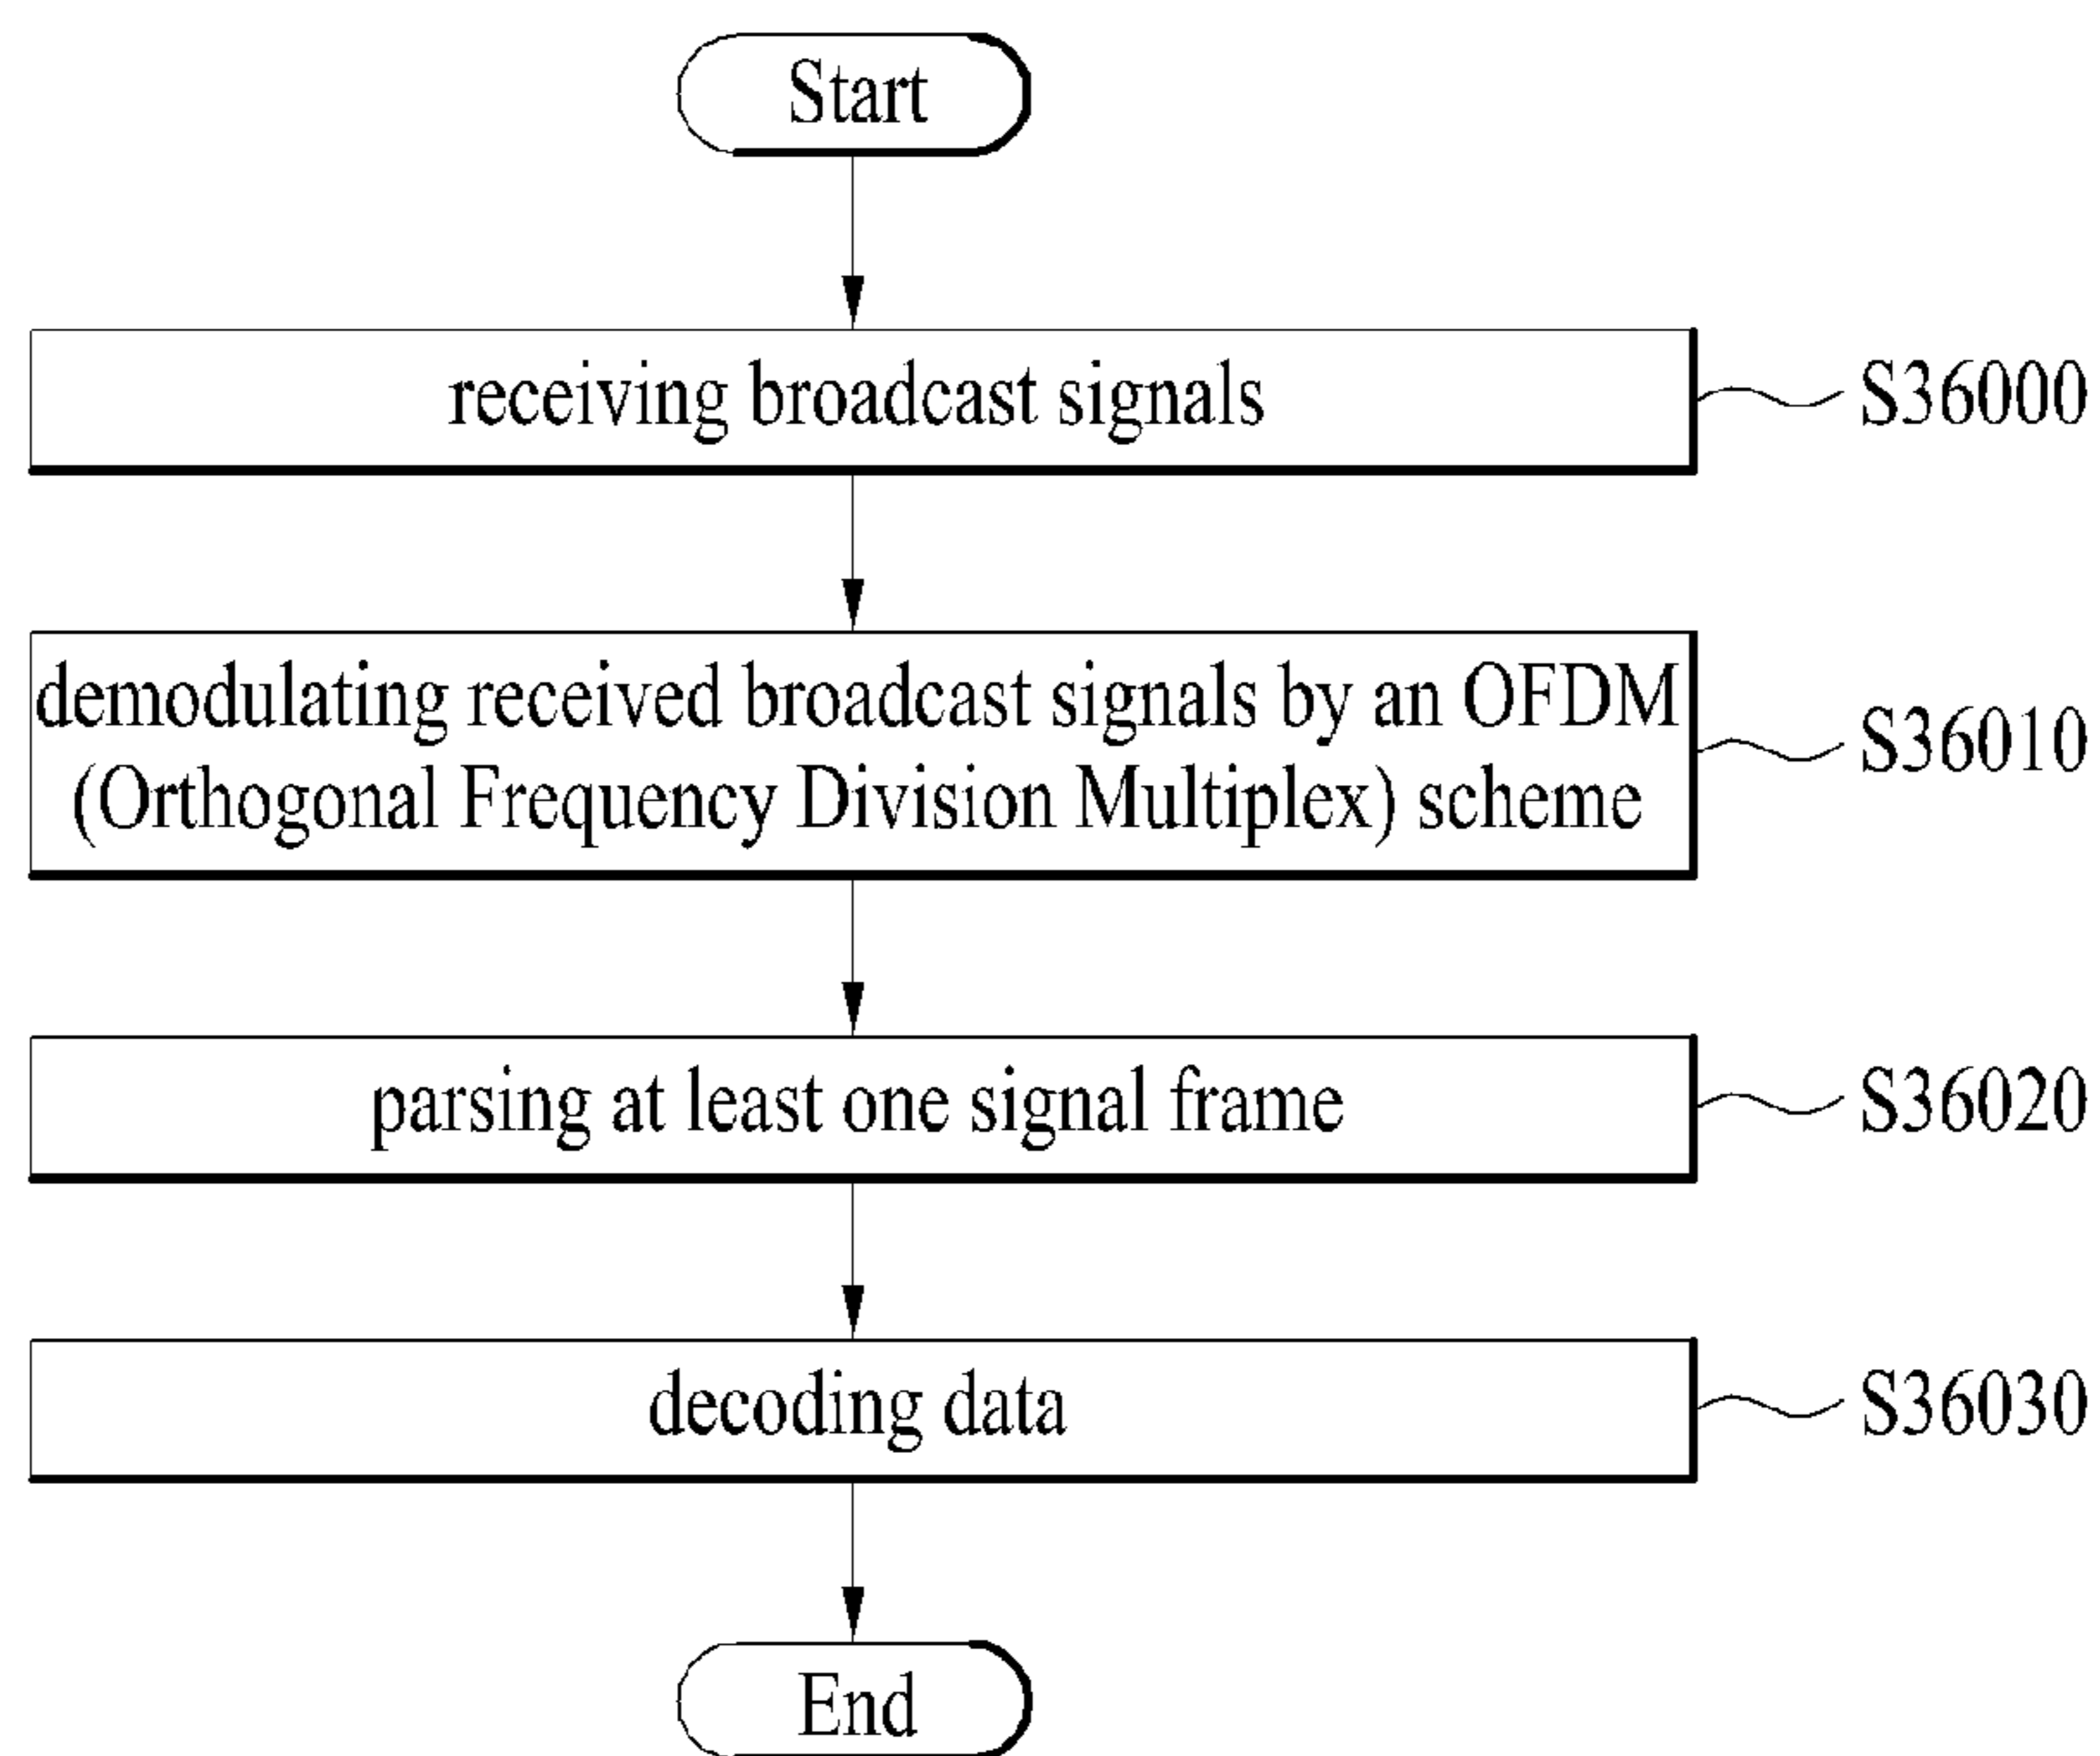 Start
receiving broadcast signals
S36000
demodulating received broadcast signals by an OFDM
(Orthogonal Frequency Division Multiplex) scheme
S36010
parsing at least one signal frame
S36020
decoding data
S36030
End